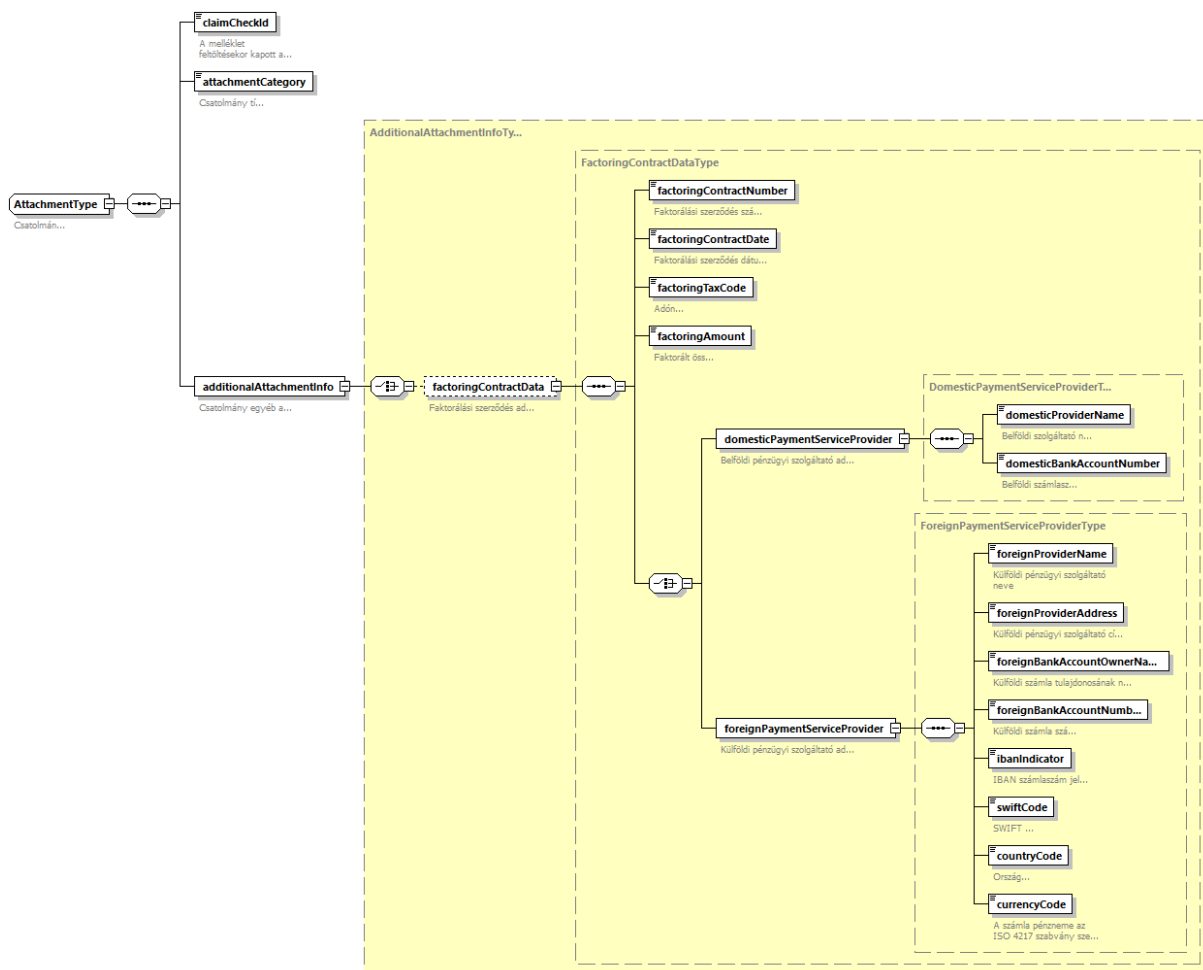 claimCheckId
A melléklet
feltöltésekor kapott a...
attachmentCategory
Csatolmány tí...
AdditionalAttachmentInfoTy...
FactoringContractDataType
AttachmentType
Csatolmán...
factoringContractNumber
Faktorálási szerződés szá...
factoringContractDate
Faktorálási szerződés dátu...
factoringTaxCode
Adón...
factoringAmount
Faktorált öss...
additionalAttachmentInfo
Csatolmány egyéb a...
factoringContractData
Faktorálási szerződés ad...
DomesticPaymentServiceProviderT...
domesticProviderName
Belföldi szolgáltató n...
domesticPaymentServiceProvider
Belföldi pénzügyi szolgáltató ad...
domesticBankAccountNumber
Belföldi számlasz...
ForeignPaymentServiceProviderType
foreignProviderName
Külföldi pénzügyi szolgáltató
neve
foreignProviderAddress
Külföldi pénzügyi szolgáltató cí...
foreignBankAccountOwnerNa...
Külföldi számla tulajdonosának n...
foreignBankAccountNumb...
Külföldi számla szá...
foreignPaymentServiceProvider
Külföldi pénzügyi szolgáltató ad...
ibanIndicator
IBAN számlaszám jel...
swiftCode
SWIFT ...
countryCode
Ország...
currencyCode
A számla pénzneme az
ISO 4217 szabvány sze...